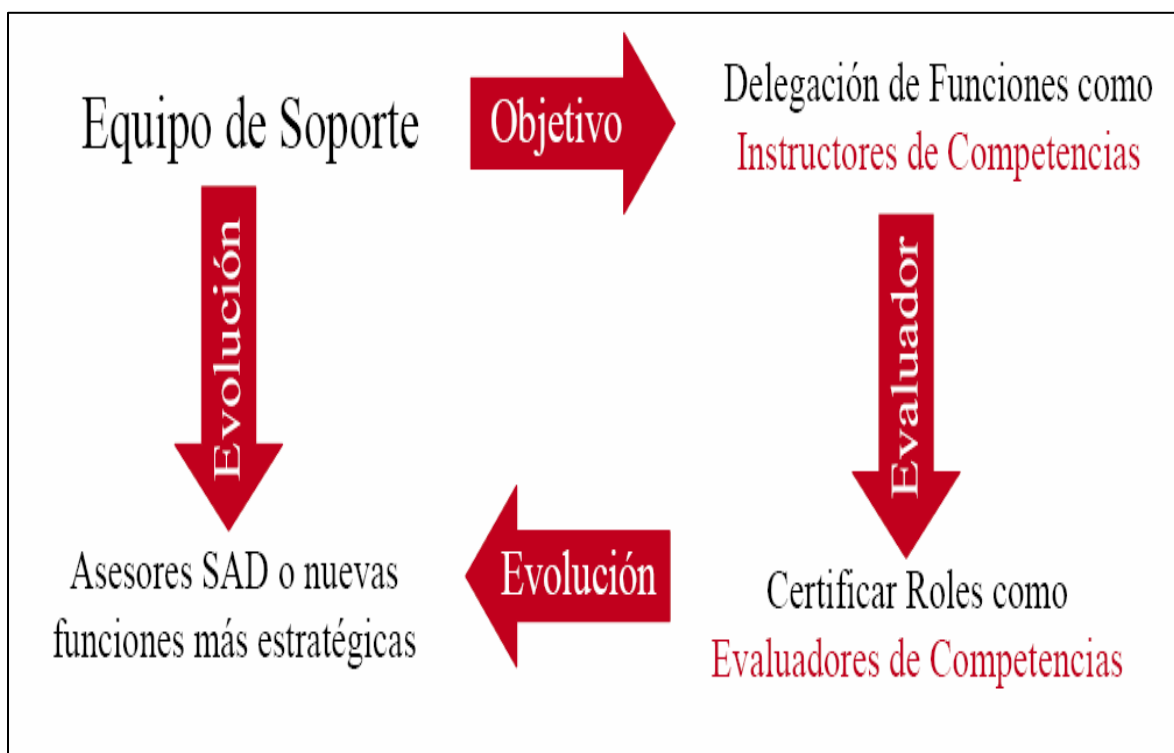 Equipo de Soporte
Objetivo
Delegación de Funciones como
Instructores de Competencias
Evolución
Evaluador
Asesores SAD o nuevas
funciones más estratégicas
Evolución
Certificar Roles como
Evaluadores de Competencias